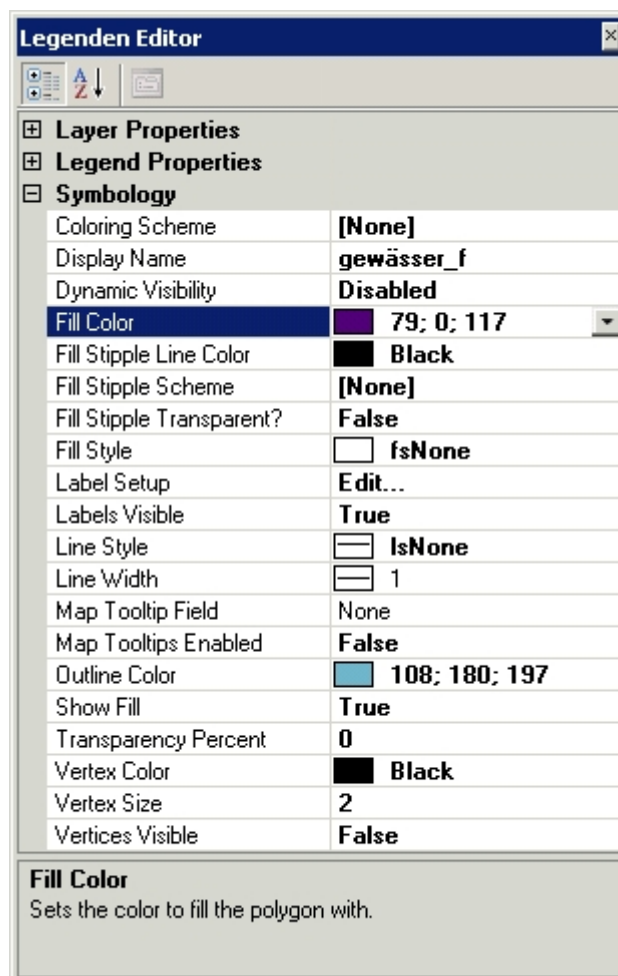 Legenden Editor
A
Z
Layer Properties
Legend Properties
Symbology
Coloring Scheme [None]
Display Name gewässer_f
Dynamic Visibility Disabled
Fill Color 79; 0; 117
Fill Stipple Line Color Black
Fill Stipple Scheme [None]
Fill Stipple Transparent? False
Fill Style fsNone
Label Setup Edit...
Labels Visible True
Line Style lsNone
Line Width 1
Map Tooltip Field None
Map Tooltips Enabled False
Outline Color 108; 180; 197
Show Fill True
Transparency Percent 0
Vertex Color Black
Vertex Size 2
Vertices Visible False
Fill Color
Sets the color to fill the polygon with.